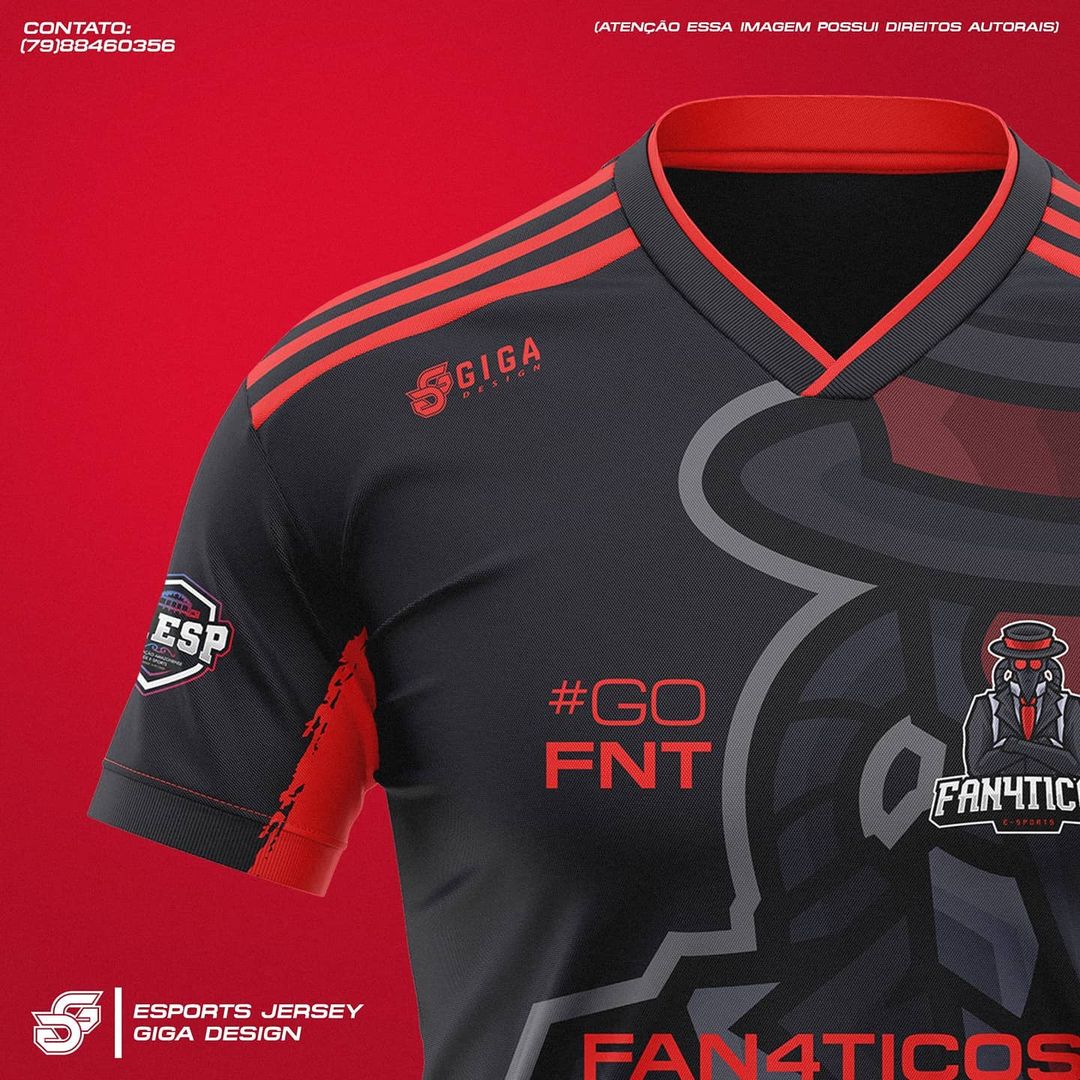 CONTATO:
(79)88460356
(ATENÇÃO ESSA IMAGEM POSSUI DIREITOS AUTORAIS)
GIGA
DESIGN
ESP
#GO
FNT
FAN4TIC
E-SPORTS
FAN4TICOS
ESPORTS JERSEY
GIGA DESIGN